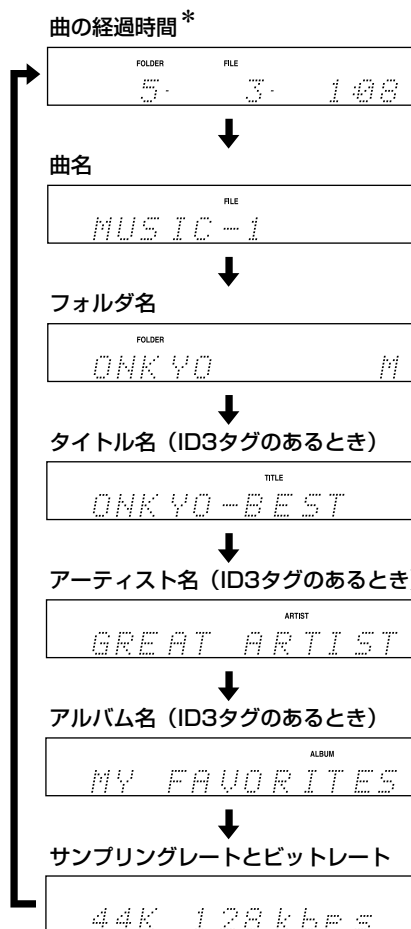 曲の経過時間*
FOLDER FILE
5· 3· 1:08
曲名
FILE
MUSIC-1
フォルダ名
FOLDER
ONKYO M
タイトル名（ID3タグのあるとき）
TITLE
ONKYO-BEST
アーティスト名（ID3タグのあるとき）
ARTIST
GREAT ARTIST
アルバム名（ID3タグのあるとき）
ALBUM
MY FAVORITES
サンプリングレートとビットレート
44K 128kbps